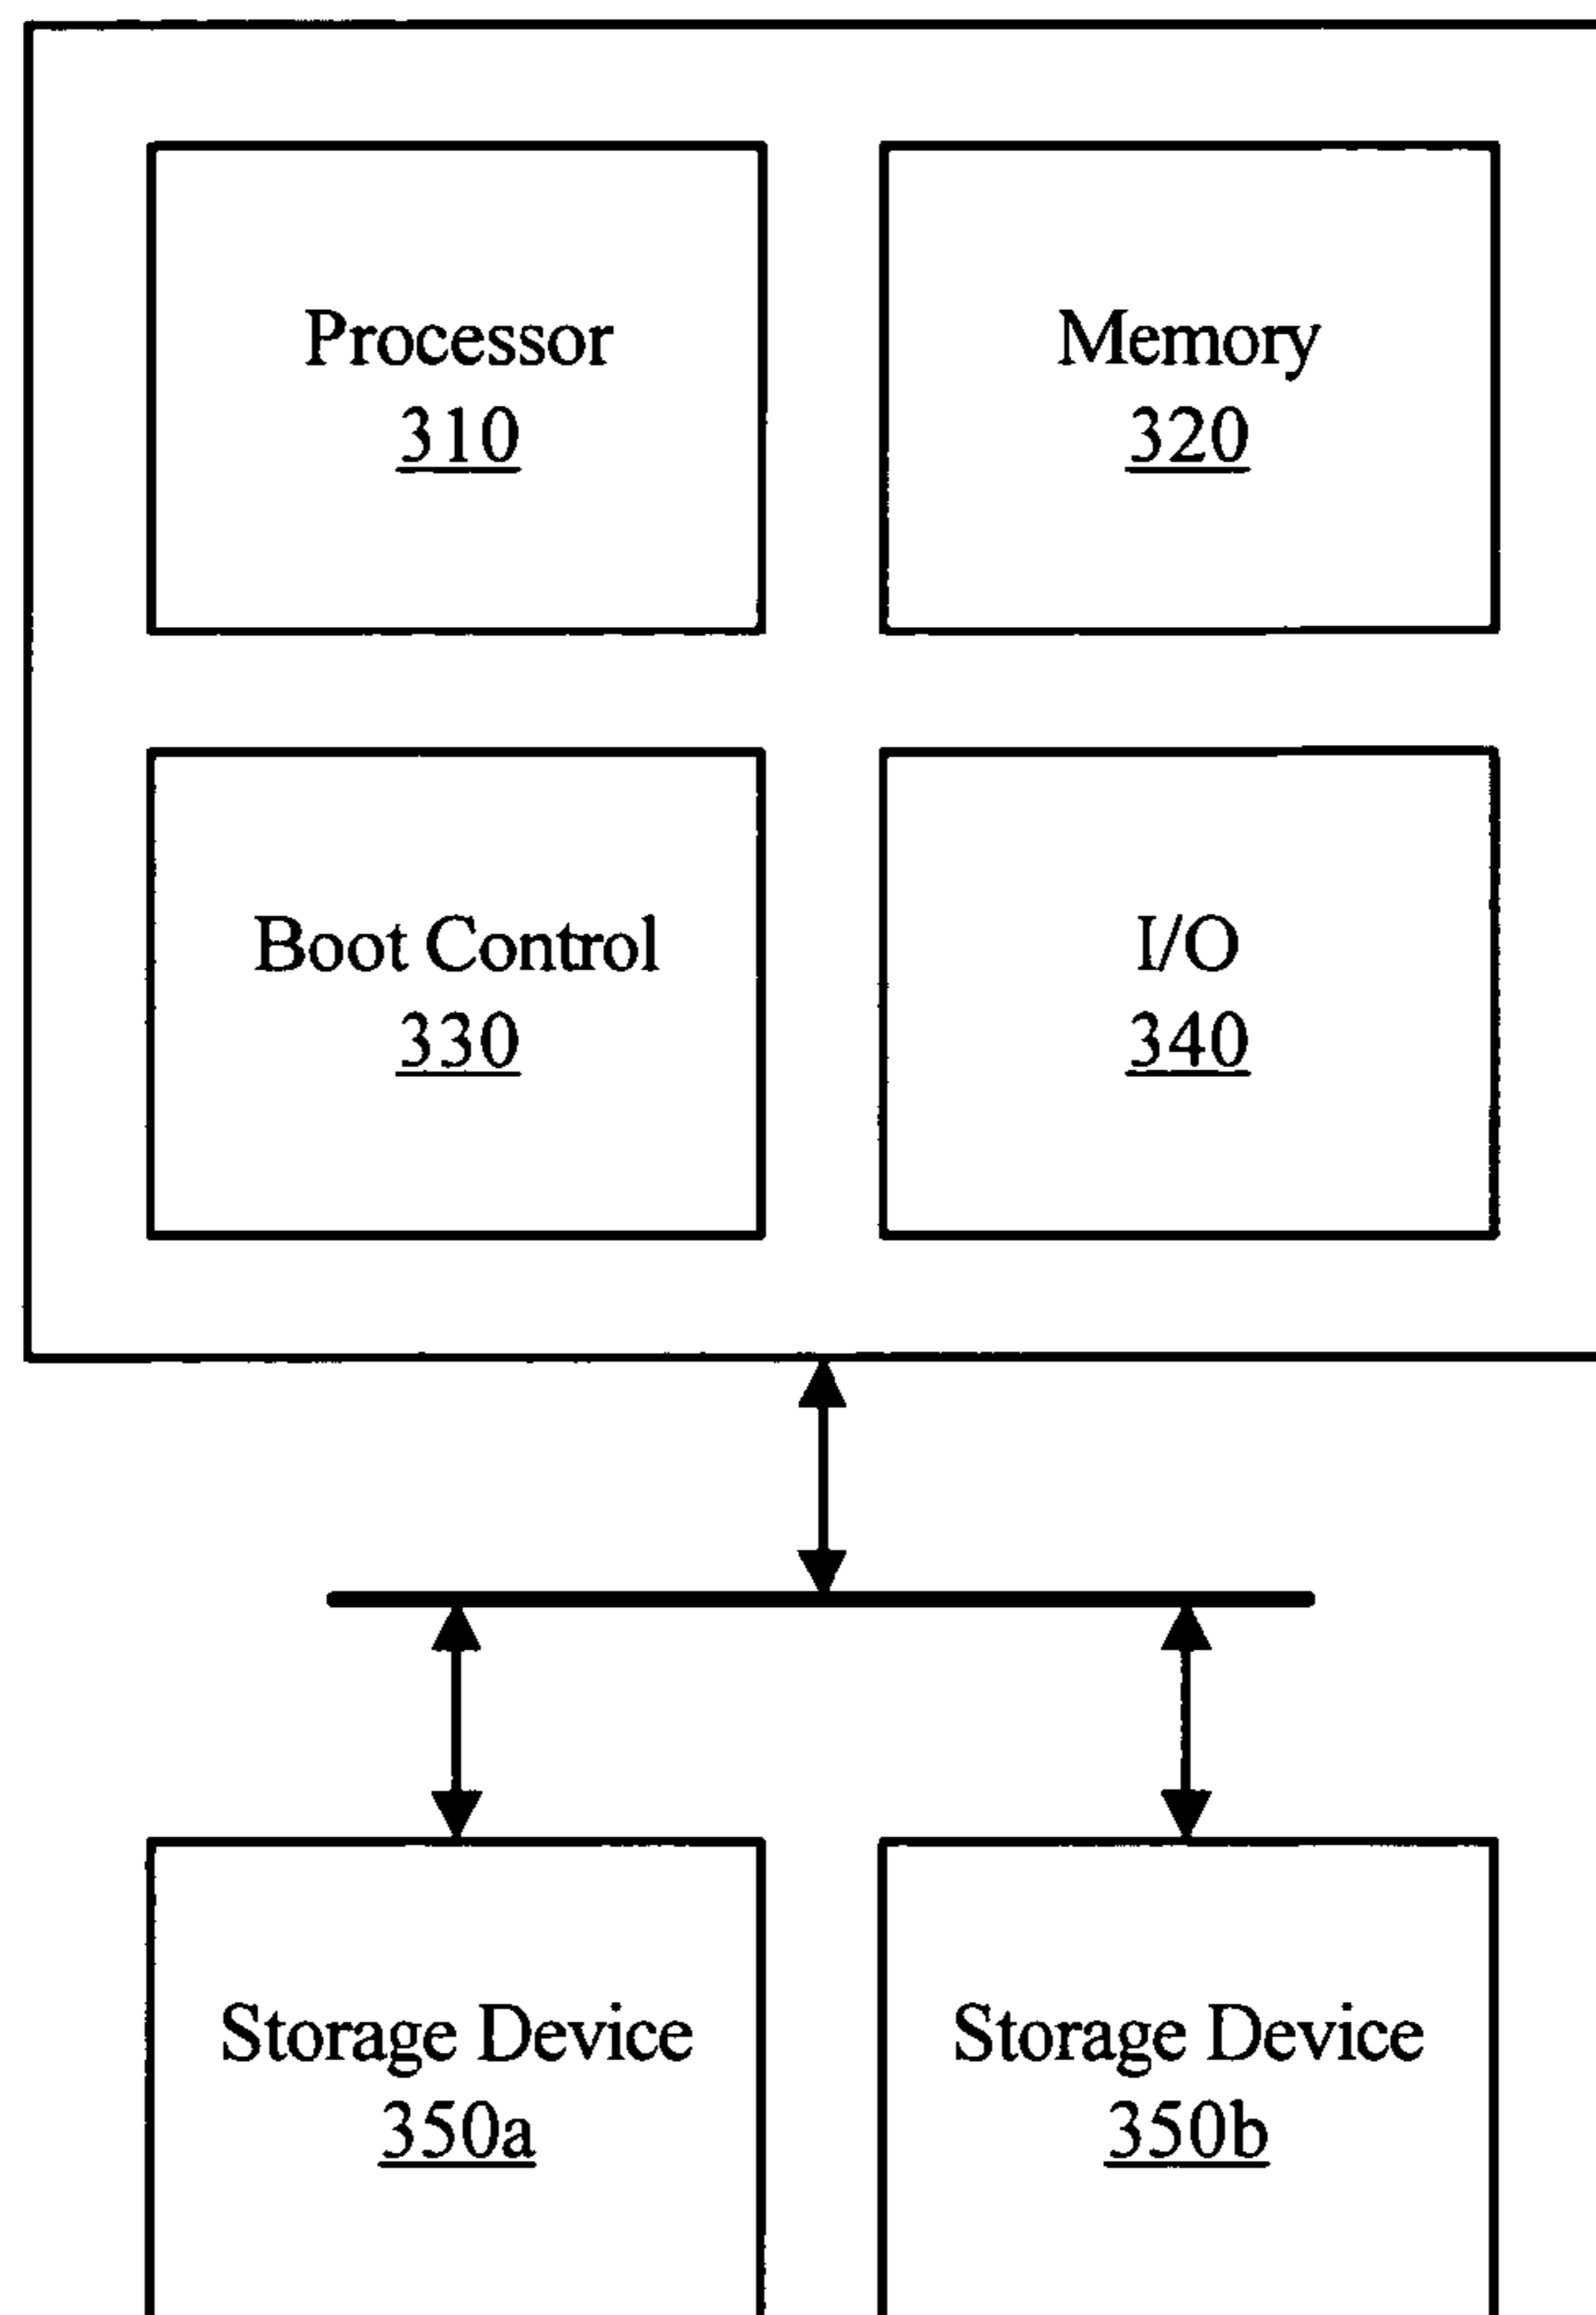 Processor
310
Memory
320
Boot Control
330
I/O
340
Storage Device
350a
Storage Device
350b